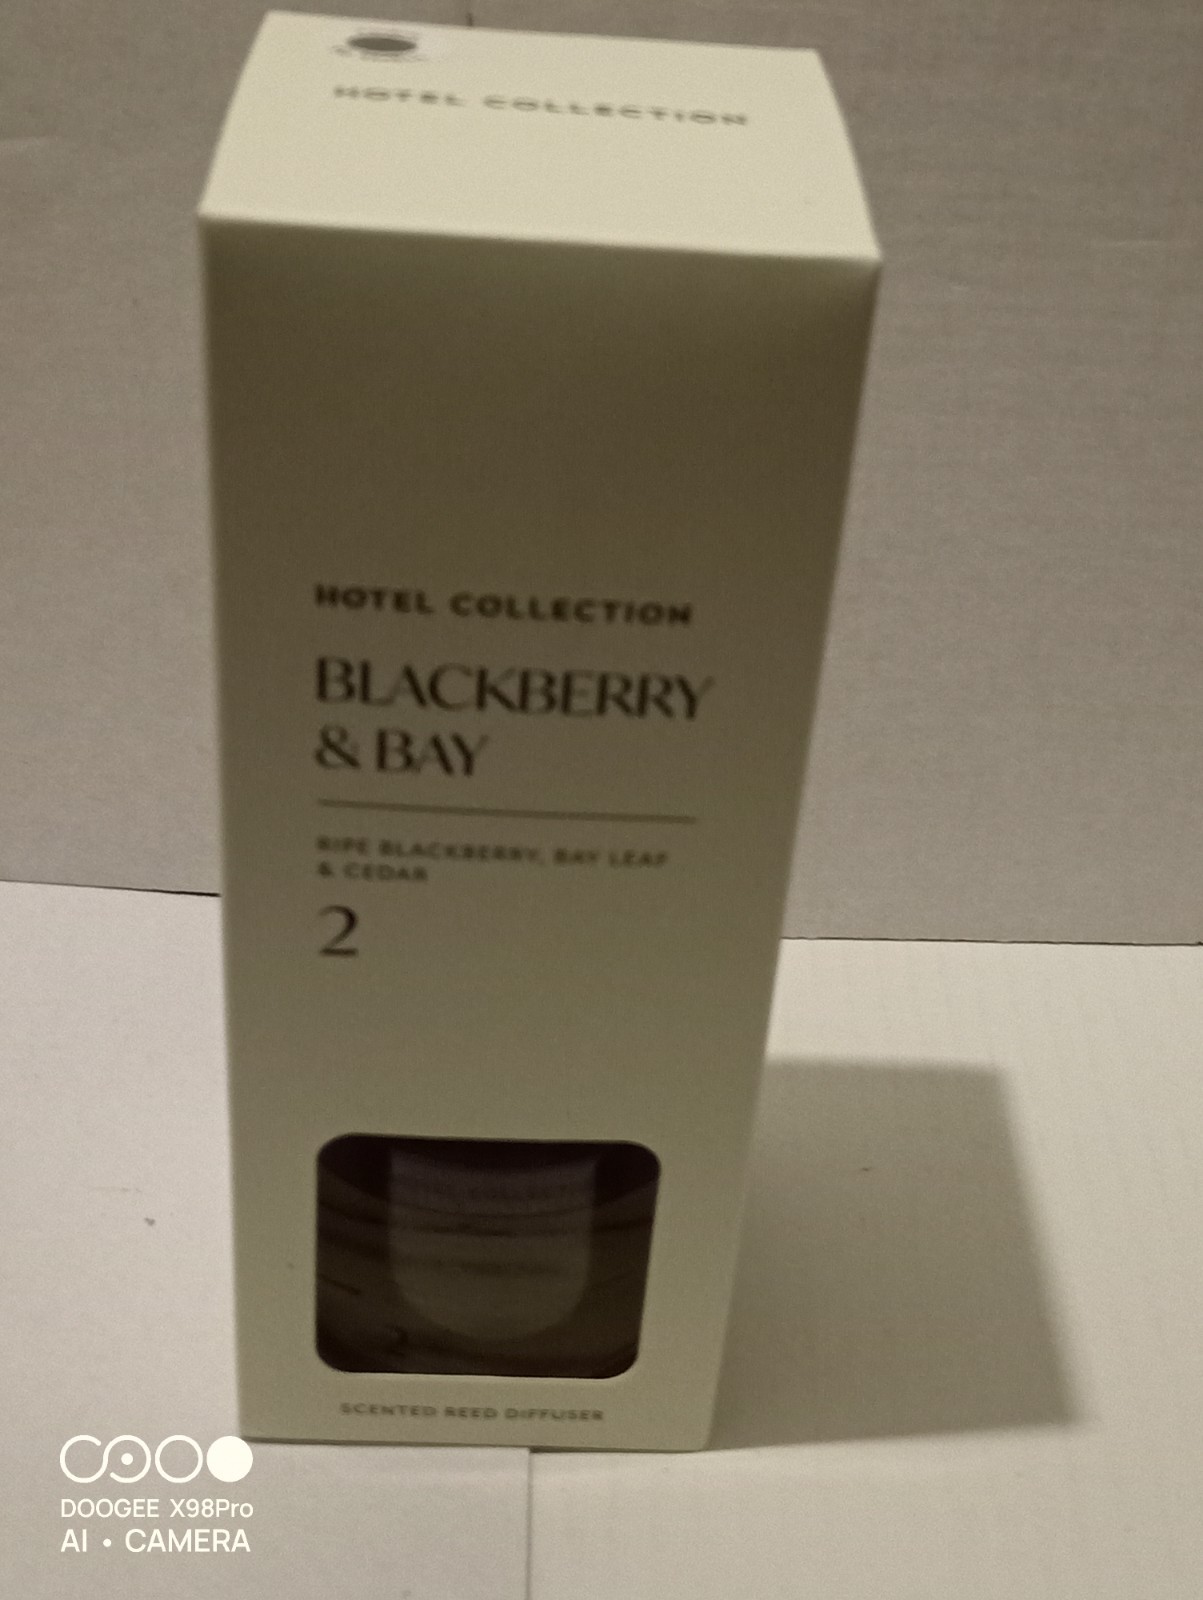 HOTEL COLLECTION
HOTEL COLLECTION
BLACKBERRY
& BAY
RIPE BLACKBERRY, BAY LEAF
& CEDAR
2
SCENTED REED DIFFUSER
DOOGEE X98Pro
AI • CAMERA